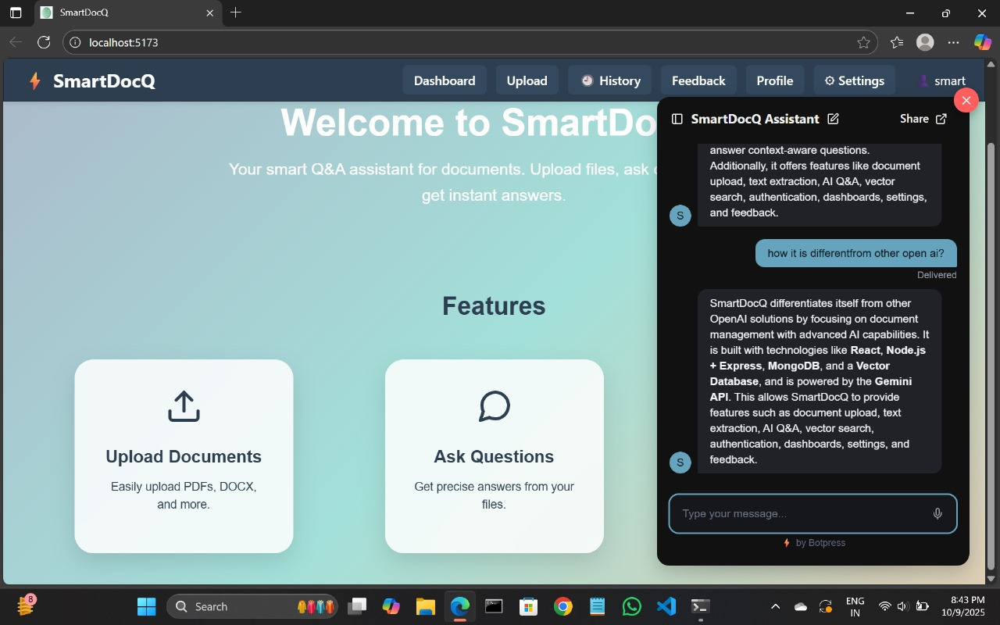 SmartDocQ
localhost:5173
SmartDocQ
Dashboard
Upload
History
Feedback
Profile
Settings
smart
Welcome to SmartDo
Your smart Q&A assistant for documents. Upload files, ask
get instant answers.
Features
Upload Documents
Easily upload PDFs, DOCX,
and more.
Ask Questions
Get precise answers from your
files.
SmartDocQ Assistant
Share
answer context-aware questions.
Additionally, it offers features like document
upload, text extraction, AI Q&A, vector
search, authentication, dashboards, settings,
and feedback.
S
how it is differentfrom other open ai?
Delivered
SmartDocQ differentiates itself from other
OpenAI solutions by focusing on document
management with advanced AI capabilities. It
is built with technologies like React, Node.js
+ Express, MongoDB, and a Vector
Database, and is powered by the Gemini
API. This allows SmartDocQ to provide
features such as document upload, text
extraction, AI Q&A, vector search,
authentication, dashboards, settings, and
feedback.
S
Type your message...
by Botpress
8
Search
ENG
IN
8:43 PM
10/9/2025